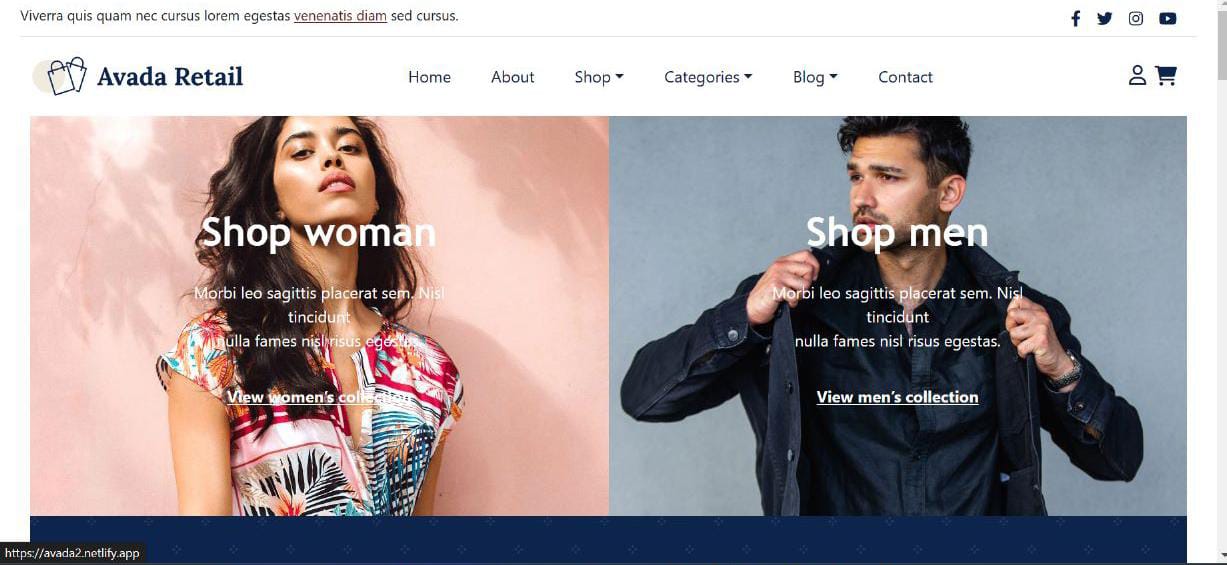 Viverra quis quam nec cursus lorem egestas venenatis diam sed cursus.
Avada Retail
Home About Shop Categories Blog Contact
Shop woman
Morbi leo sagittis placerat sem. Nisl
tincidunt
nulla fames nisl risus egestas.
View women's collection
Shop men
Morbi leo sagittis placerat sem. Nisl
tincidunt
nulla fames nisl risus egestas.
View men's collection
https://avada2.netlify.app